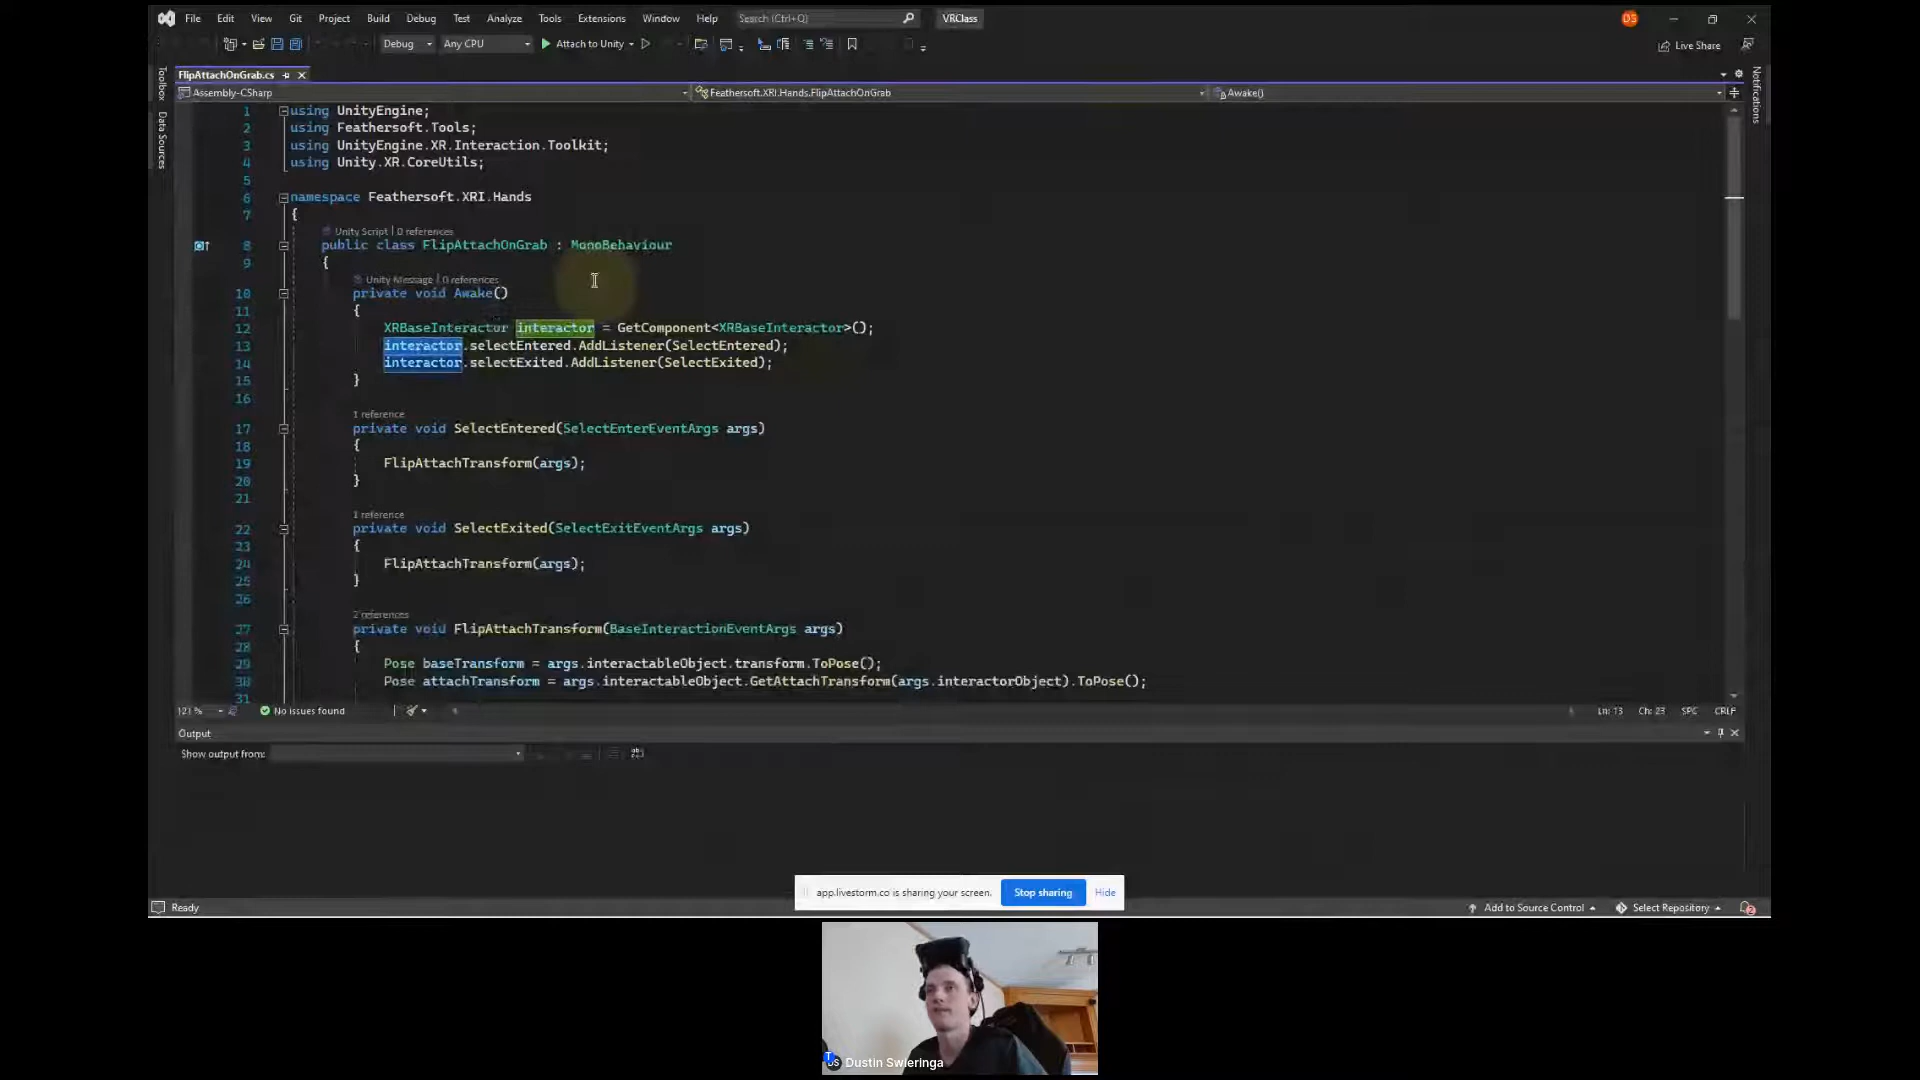 File Edit View Git Project Build Debug Test Analyze Tools Extensions Window Help Search (Ctrl+Q) VRClass DS
Debug Any CPU Attach to Unity Live Share
FlipAttachOnGrab.cs
Assembly-CSharp Feathersoft.XRI.Hands.FlipAttachOnGrab Awake()
Toolbox
Data Sources
Notifications
1 using UnityEngine;
2 using Feathersoft.Tools;
3 using UnityEngine.XR.Interaction.Toolkit;
4 using Unity.XR.CoreUtils;
5
6 namespace Feathersoft.XRI.Hands
7 {
Unity Script | 0 references
8 public class FlipAttachOnGrab : MonoBehaviour
9 {
Unity Message | 0 references
10 private void Awake()
11 {
12 XRBaseInteractor interactor = GetComponent<XRBaseInteractor>();
13 interactor.selectEntered.AddListener(SelectEntered);
14 interactor.selectExited.AddListener(SelectExited);
15 }
16
1 reference
17 private void SelectEntered(SelectEnterEventArgs args)
18 {
19 FlipAttachTransform(args);
20 }
21
1 reference
22 private void SelectExited(SelectExitEventArgs args)
23 {
24 FlipAttachTransform(args);
25 }
26
2 references
27 private void FlipAttachTransform(BaseInteractionEventArgs args)
28 {
29 Pose baseTransform = args.interactableObject.transform.ToPose();
30 Pose attachTransform = args.interactableObject.GetAttachTransform(args.interactorObject).ToPose();
31
121 % No issues found Ln: 13 Ch: 23 SPC CRLF
Output
Show output from:
app.livestorm.co is sharing your screen. Stop sharing Hide
Ready Add to Source Control Select Repository 2
DS Dustin Swieringa